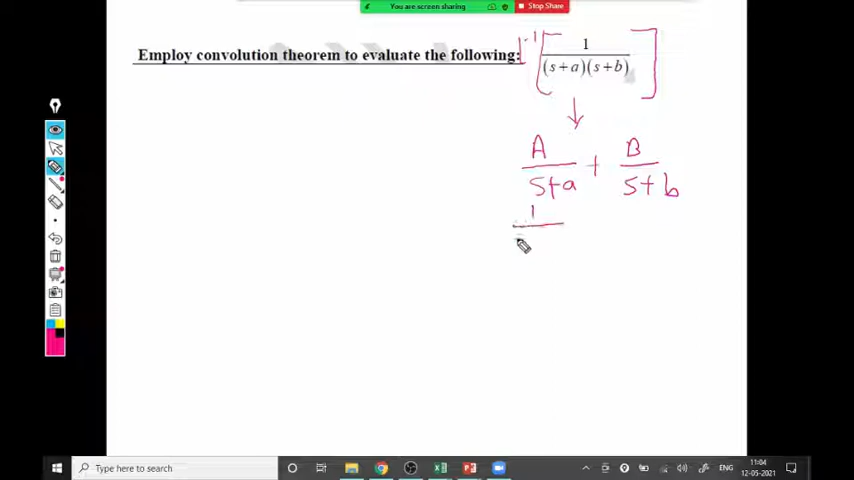 You are screen sharing Stop Share
Employ convolution theorem to evaluate the following: L^-1 [ 1 / (s+a)(s+b) ]
↓
A / s+a + B / s+b
1
Type here to search
ENG
11:04
12-05-2021